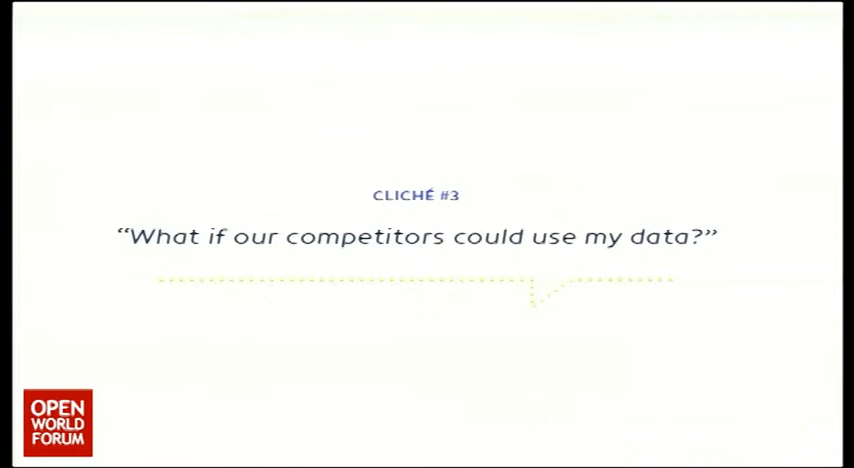 CLICHÉ #3
“What if our competitors could use my data?”
OPEN
WORLD
FORUM